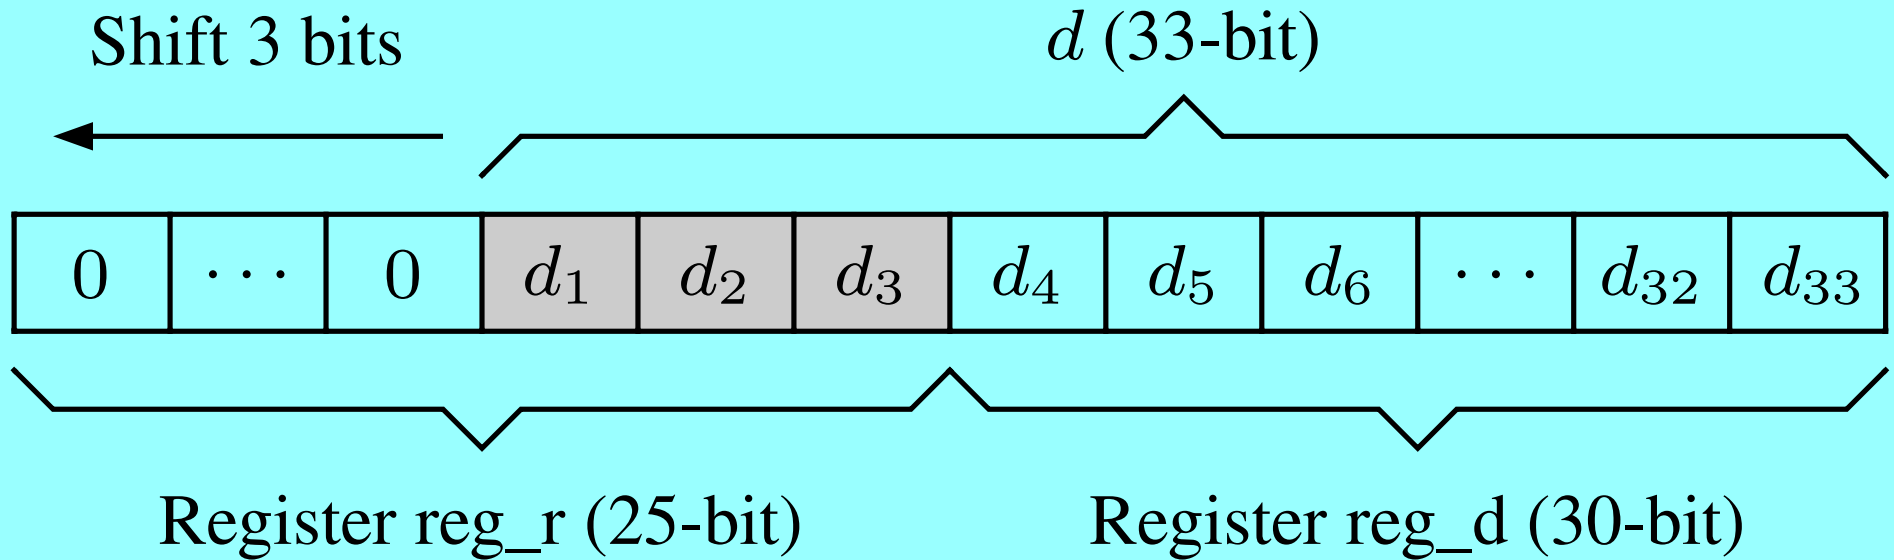 Shift 3 bits
d (33-bit)
0 ··· 0 d₁ d₂ d₃ d₄ d₅ d₆ ··· d₃₂ d₃₃
Register reg_r (25-bit)
Register reg_d (30-bit)